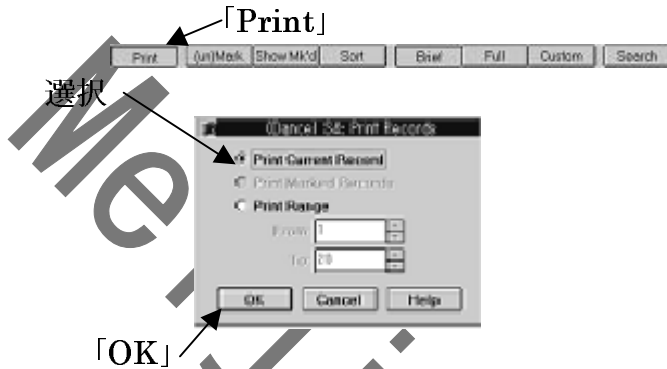 「Print」
Print (un)Mark Show Mk'd Sort Brief Full Custom Search
選択
Print Records
Print Current Record
Print Marked Records
Print Range
From: 1
To:
OK Cancel Help
「OK」